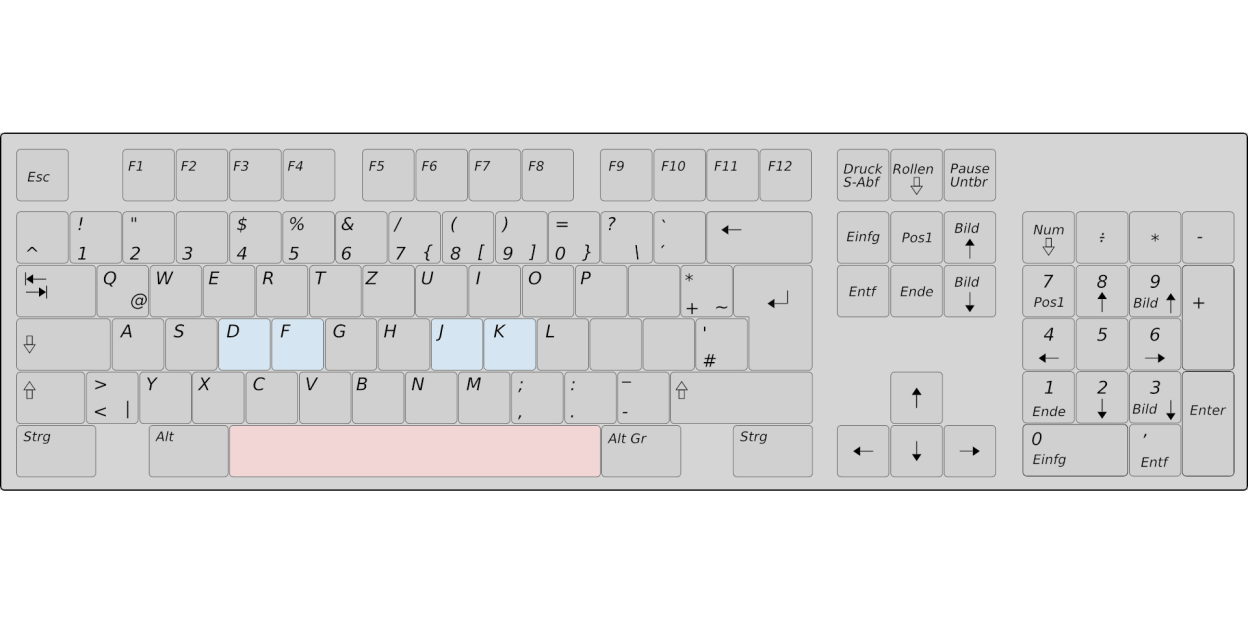 Esc F1 F2 F3 F4 F5 F6 F7 F8 F9 F10 F11 F12 Druck Rollen Pause
S-Abf ⇩ Untbr
! " $ % & / ( ) = ? ` ← Einfg Pos1 Bild ↑ Num ⇩ ÷ * -
^ 1 2 3 4 5 6 7 { 8 [ 9 ] 0 } \ ´
⇤ Q W E R T Z U I O P * Entf Ende Bild ↓ 7 8 9 +
⇥ @ + ~ ↵ Pos1 ↑ Bild ↑
⇩ A S D F G H J K L ' 4 5 6
# ← →
⇧ > Y X C V B N M ; : _ ⇧ ↑ 1 2 3 Enter
< | , . - Ende ↓ Bild ↓
Strg Alt Alt Gr Strg ← ↓ → 0 ,
Einfg Entf